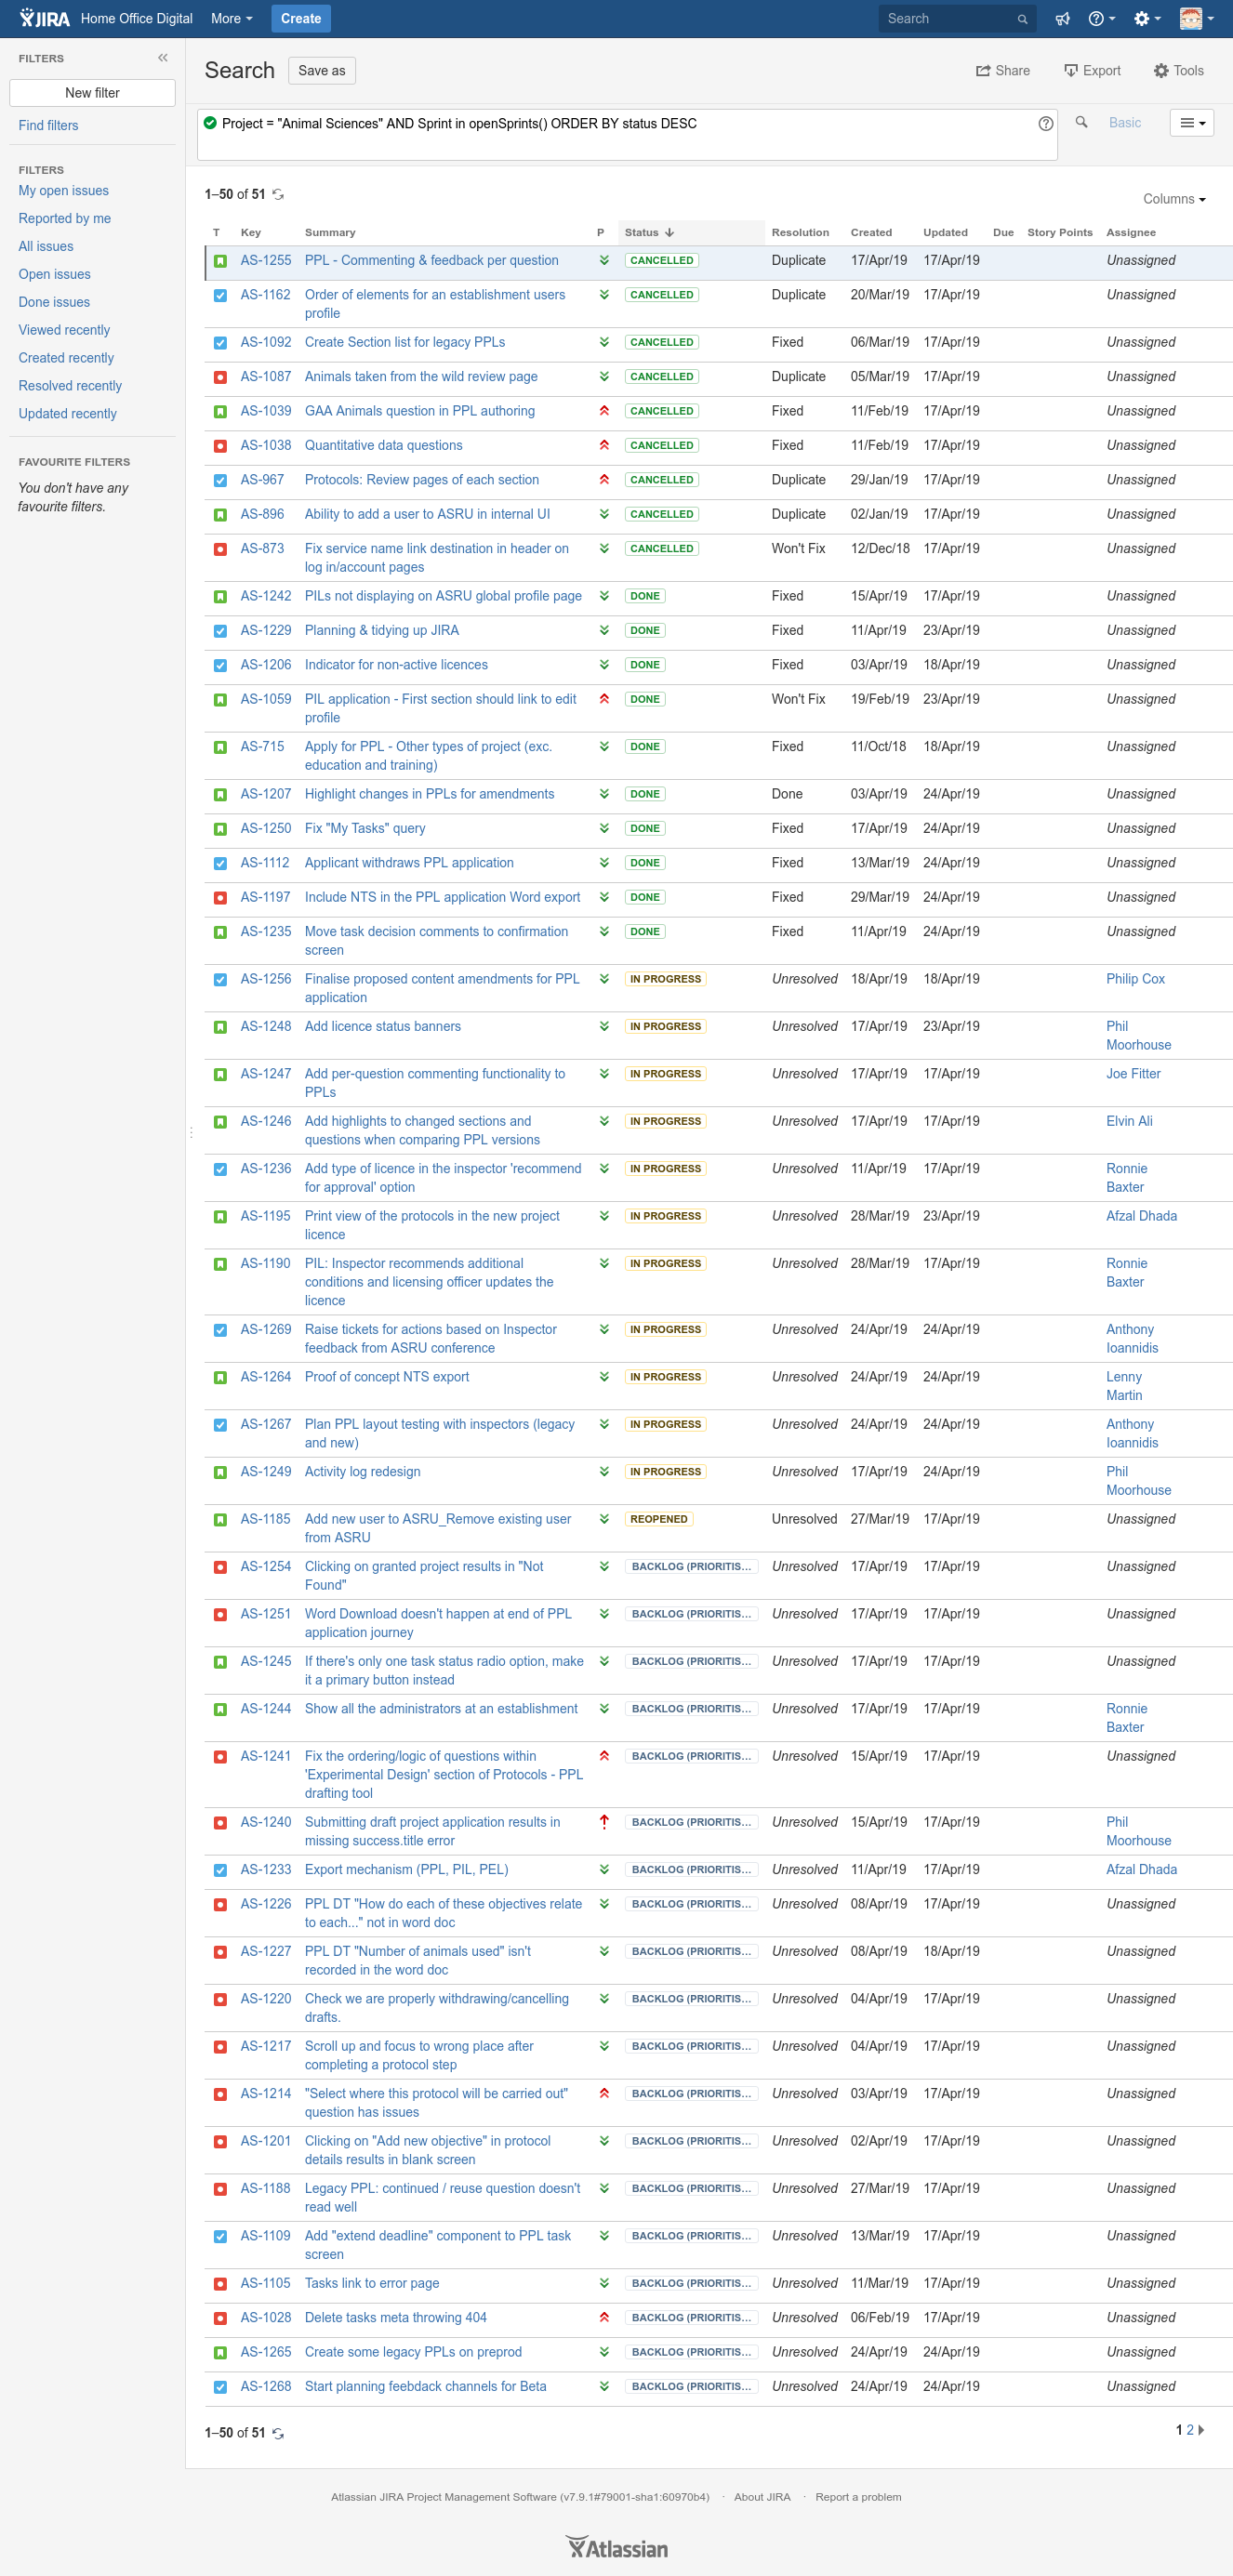 JIRA Home Office Digital More Create Search
FILTERS
New filter
Find filters
FILTERS
My open issues
Reported by me
All issues
Open issues
Done issues
Viewed recently
Created recently
Resolved recently
Updated recently
FAVOURITE FILTERS
You don't have any
favourite filters.
Search Save as Share Export Tools
Project = "Animal Sciences" AND Sprint in openSprints() ORDER BY status DESC Basic
1–50 of 51
Columns
T Key Summary P Status Resolution Created Updated Due Story Points Assignee
AS-1255 PPL - Commenting & feedback per question CANCELLED Duplicate 17/Apr/19 17/Apr/19 Unassigned
AS-1162 Order of elements for an establishment users CANCELLED Duplicate 20/Mar/19 17/Apr/19 Unassigned
profile
AS-1092 Create Section list for legacy PPLs CANCELLED Fixed 06/Mar/19 17/Apr/19 Unassigned
AS-1087 Animals taken from the wild review page CANCELLED Duplicate 05/Mar/19 17/Apr/19 Unassigned
AS-1039 GAA Animals question in PPL authoring CANCELLED Fixed 11/Feb/19 17/Apr/19 Unassigned
AS-1038 Quantitative data questions CANCELLED Fixed 11/Feb/19 17/Apr/19 Unassigned
AS-967 Protocols: Review pages of each section CANCELLED Duplicate 29/Jan/19 17/Apr/19 Unassigned
AS-896 Ability to add a user to ASRU in internal UI CANCELLED Duplicate 02/Jan/19 17/Apr/19 Unassigned
AS-873 Fix service name link destination in header on CANCELLED Won't Fix 12/Dec/18 17/Apr/19 Unassigned
log in/account pages
AS-1242 PILs not displaying on ASRU global profile page DONE Fixed 15/Apr/19 17/Apr/19 Unassigned
AS-1229 Planning & tidying up JIRA DONE Fixed 11/Apr/19 23/Apr/19 Unassigned
AS-1206 Indicator for non-active licences DONE Fixed 03/Apr/19 18/Apr/19 Unassigned
AS-1059 PIL application - First section should link to edit DONE Won't Fix 19/Feb/19 23/Apr/19 Unassigned
profile
AS-715 Apply for PPL - Other types of project (exc. DONE Fixed 11/Oct/18 18/Apr/19 Unassigned
education and training)
AS-1207 Highlight changes in PPLs for amendments DONE Done 03/Apr/19 24/Apr/19 Unassigned
AS-1250 Fix "My Tasks" query DONE Fixed 17/Apr/19 24/Apr/19 Unassigned
AS-1112 Applicant withdraws PPL application DONE Fixed 13/Mar/19 24/Apr/19 Unassigned
AS-1197 Include NTS in the PPL application Word export DONE Fixed 29/Mar/19 24/Apr/19 Unassigned
AS-1235 Move task decision comments to confirmation DONE Fixed 11/Apr/19 24/Apr/19 Unassigned
screen
AS-1256 Finalise proposed content amendments for PPL IN PROGRESS Unresolved 18/Apr/19 18/Apr/19 Philip Cox
application
AS-1248 Add licence status banners IN PROGRESS Unresolved 17/Apr/19 23/Apr/19 Phil
Moorhouse
AS-1247 Add per-question commenting functionality to IN PROGRESS Unresolved 17/Apr/19 17/Apr/19 Joe Fitter
PPLs
AS-1246 Add highlights to changed sections and IN PROGRESS Unresolved 17/Apr/19 17/Apr/19 Elvin Ali
questions when comparing PPL versions
AS-1236 Add type of licence in the inspector 'recommend IN PROGRESS Unresolved 11/Apr/19 17/Apr/19 Ronnie
for approval' option Baxter
AS-1195 Print view of the protocols in the new project IN PROGRESS Unresolved 28/Mar/19 23/Apr/19 Afzal Dhada
licence
AS-1190 PIL: Inspector recommends additional IN PROGRESS Unresolved 28/Mar/19 17/Apr/19 Ronnie
conditions and licensing officer updates the Baxter
licence
AS-1269 Raise tickets for actions based on Inspector IN PROGRESS Unresolved 24/Apr/19 24/Apr/19 Anthony
feedback from ASRU conference Ioannidis
AS-1264 Proof of concept NTS export IN PROGRESS Unresolved 24/Apr/19 24/Apr/19 Lenny
Martin
AS-1267 Plan PPL layout testing with inspectors (legacy IN PROGRESS Unresolved 24/Apr/19 24/Apr/19 Anthony
and new) Ioannidis
AS-1249 Activity log redesign IN PROGRESS Unresolved 17/Apr/19 24/Apr/19 Phil
Moorhouse
AS-1185 Add new user to ASRU_Remove existing user REOPENED Unresolved 27/Mar/19 17/Apr/19 Unassigned
from ASRU
AS-1254 Clicking on granted project results in "Not BACKLOG (PRIORITIS... Unresolved 17/Apr/19 17/Apr/19 Unassigned
Found"
AS-1251 Word Download doesn't happen at end of PPL BACKLOG (PRIORITIS... Unresolved 17/Apr/19 17/Apr/19 Unassigned
application journey
AS-1245 If there's only one task status radio option, make BACKLOG (PRIORITIS... Unresolved 17/Apr/19 17/Apr/19 Unassigned
it a primary button instead
AS-1244 Show all the administrators at an establishment BACKLOG (PRIORITIS... Unresolved 17/Apr/19 17/Apr/19 Ronnie
Baxter
AS-1241 Fix the ordering/logic of questions within BACKLOG (PRIORITIS... Unresolved 15/Apr/19 17/Apr/19 Unassigned
'Experimental Design' section of Protocols - PPL
drafting tool
AS-1240 Submitting draft project application results in BACKLOG (PRIORITIS... Unresolved 15/Apr/19 17/Apr/19 Phil
missing success.title error Moorhouse
AS-1233 Export mechanism (PPL, PIL, PEL) BACKLOG (PRIORITIS... Unresolved 11/Apr/19 17/Apr/19 Afzal Dhada
AS-1226 PPL DT "How do each of these objectives relate BACKLOG (PRIORITIS... Unresolved 08/Apr/19 17/Apr/19 Unassigned
to each..." not in word doc
AS-1227 PPL DT "Number of animals used" isn't BACKLOG (PRIORITIS... Unresolved 08/Apr/19 18/Apr/19 Unassigned
recorded in the word doc
AS-1220 Check we are properly withdrawing/cancelling BACKLOG (PRIORITIS... Unresolved 04/Apr/19 17/Apr/19 Unassigned
drafts.
AS-1217 Scroll up and focus to wrong place after BACKLOG (PRIORITIS... Unresolved 04/Apr/19 17/Apr/19 Unassigned
completing a protocol step
AS-1214 "Select where this protocol will be carried out" BACKLOG (PRIORITIS... Unresolved 03/Apr/19 17/Apr/19 Unassigned
question has issues
AS-1201 Clicking on "Add new objective" in protocol BACKLOG (PRIORITIS... Unresolved 02/Apr/19 17/Apr/19 Unassigned
details results in blank screen
AS-1188 Legacy PPL: continued / reuse question doesn't BACKLOG (PRIORITIS... Unresolved 27/Mar/19 17/Apr/19 Unassigned
read well
AS-1109 Add "extend deadline" component to PPL task BACKLOG (PRIORITIS... Unresolved 13/Mar/19 17/Apr/19 Unassigned
screen
AS-1105 Tasks link to error page BACKLOG (PRIORITIS... Unresolved 11/Mar/19 17/Apr/19 Unassigned
AS-1028 Delete tasks meta throwing 404 BACKLOG (PRIORITIS... Unresolved 06/Feb/19 17/Apr/19 Unassigned
AS-1265 Create some legacy PPLs on preprod BACKLOG (PRIORITIS... Unresolved 24/Apr/19 24/Apr/19 Unassigned
AS-1268 Start planning feebdack channels for Beta BACKLOG (PRIORITIS... Unresolved 24/Apr/19 24/Apr/19 Unassigned
1–50 of 51 1 2
Atlassian JIRA Project Management Software (v7.9.1#79001-sha1:60970b4) · About JIRA · Report a problem
Atlassian